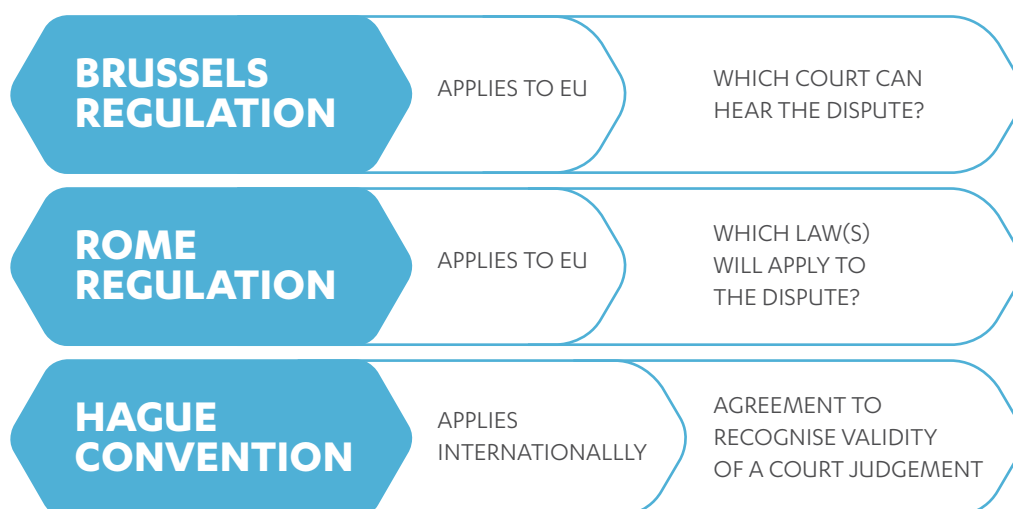 BRUSSELS
REGULATION
APPLIES TO EU
WHICH COURT CAN
HEAR THE DISPUTE?
ROME
REGULATION
APPLIES TO EU
WHICH LAW(S)
WILL APPLY TO
THE DISPUTE?
HAGUE
CONVENTION
APPLIES
INTERNATIONALLLY
AGREEMENT TO
RECOGNISE VALIDITY
OF A COURT JUDGEMENT